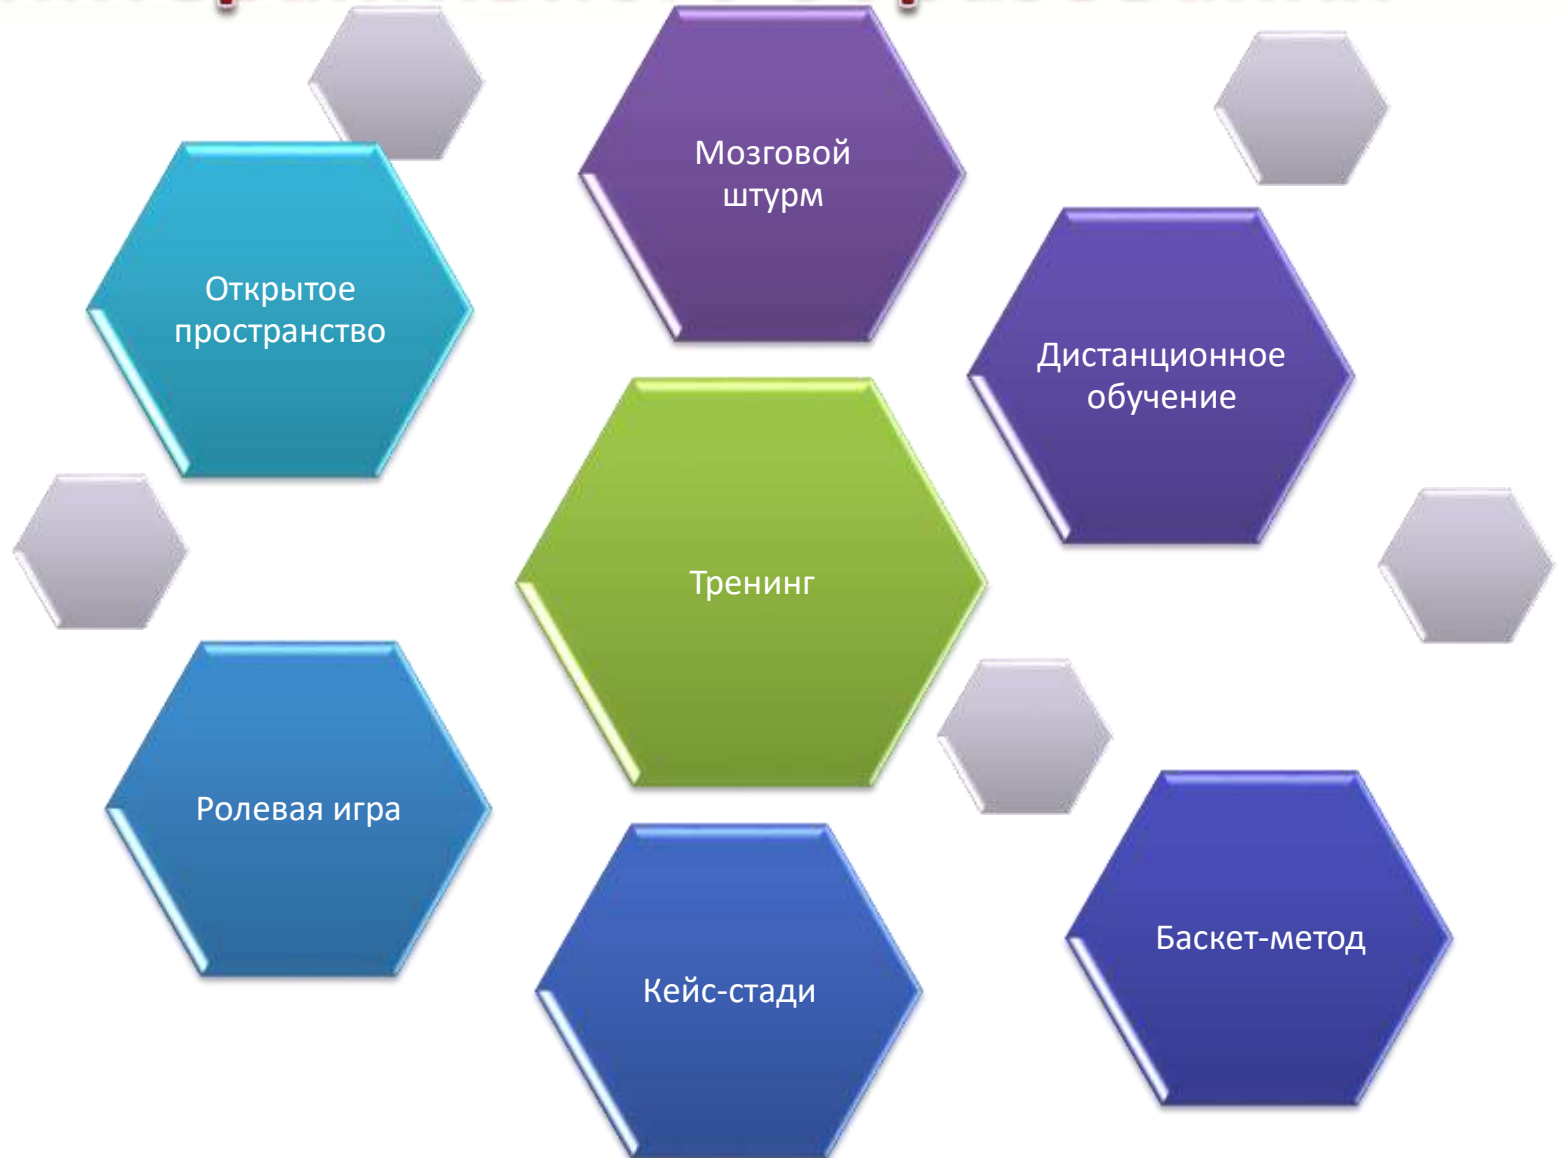 Мозговой
штурм
Открытое
пространство
Дистанционное
обучение
Тренинг
Ролевая игра
Баскет-метод
Кейс-стади